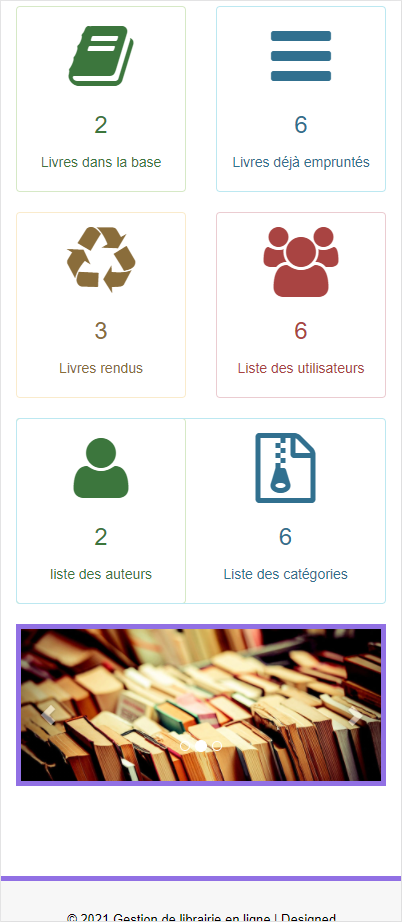 2
Livres dans la base
6
Livres déjà empruntés
3
Livres rendus
6
Liste des utilisateurs
2
liste des auteurs
6
Liste des catégories
© 2021 Gestion de librairie en ligne | Designed